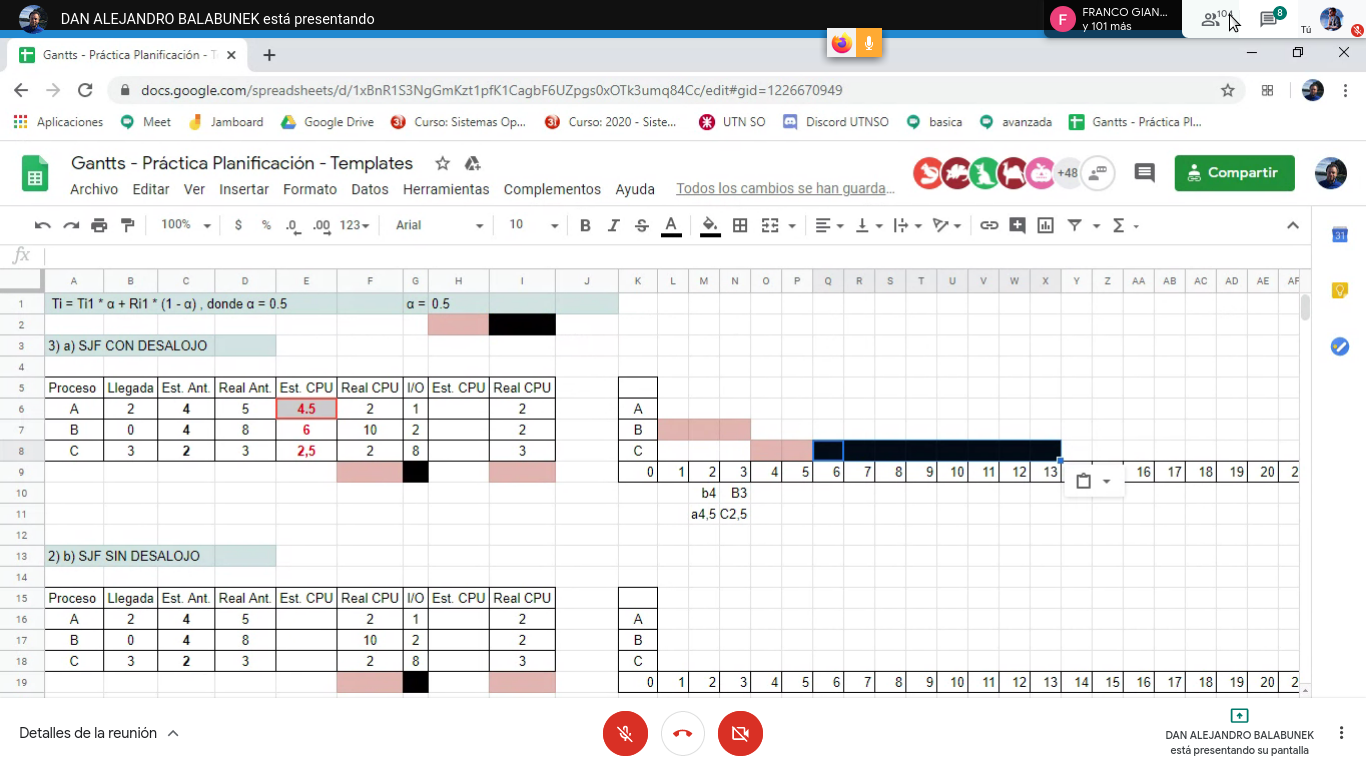 DAN ALEJANDRO BALABUNEK está presentando
F FRANCO GIAN...
y 101 más
104
8
Tú
Gantts - Práctica Planificación - T
docs.google.com/spreadsheets/d/1xBnR1S3NgGmKzt1pfK1CagbF6UZpgs0xOTk3umq84Cc/edit#gid=1226670949
Aplicaciones Meet Jamboard Google Drive Curso: Sistemas Op... Curso: 2020 - Siste... UTN SO Discord UTNSO basica avanzada Gantts - Práctica Pl...
Gantts - Práctica Planificación - Templates
+48
Compartir
Archivo Editar Ver Insertar Formato Datos Herramientas Complementos Ayuda Todos los cambios se han guarda...
100% $ % .0 .00 123 Arial 10 B I S A Σ
31
fx
A B C D E F G H I J K L M N O P Q R S T U V W X Y Z AA AB AC AD AE AF
1 Ti = Ti1 * α + Ri1 * (1 - α) , donde α = 0.5 α = 0.5
2
3 3) a) SJF CON DESALOJO
4
5 Proceso Llegada Est. Ant. Real Ant. Est. CPU Real CPU I/O Est. CPU Real CPU
6 A 2 4 5 4.5 2 1 2 A
7 B 0 4 8 6 10 2 2 B
8 C 3 2 3 2,5 2 8 3 C
9 0 1 2 3 4 5 6 7 8 9 10 11 12 13 16 17 18 19 20 2
10 b4 B3
11 a4,5 C2,5
12
13 2) b) SJF SIN DESALOJO
14
15 Proceso Llegada Est. Ant. Real Ant. Est. CPU Real CPU I/O Est. CPU Real CPU
16 A 2 4 5 2 1 2 A
17 B 0 4 8 10 2 2 B
18 C 3 2 3 2 8 3 C
19 0 1 2 3 4 5 6 7 8 9 10 11 12 13 14 15 16 17 18 19 20 2
Detalles de la reunión
DAN ALEJANDRO BALABUNEK
está presentando su pantalla